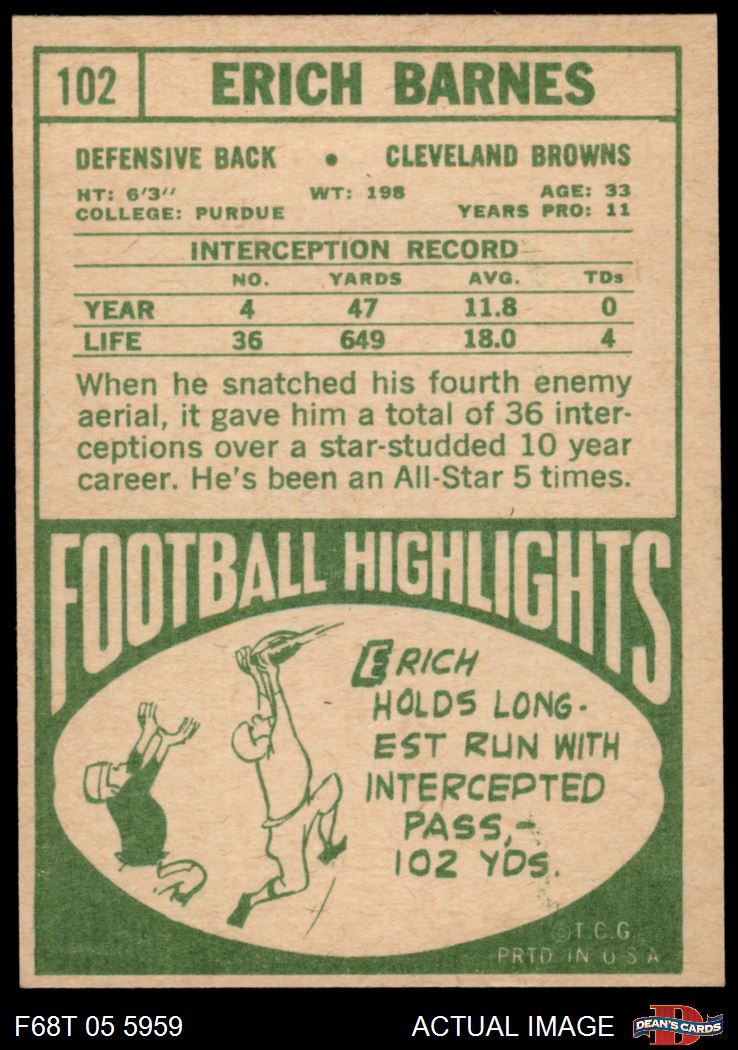 102 ERICH BARNES
DEFENSIVE BACK • CLEVELAND BROWNS
HT: 6'3" WT: 198 AGE: 33
COLLEGE: PURDUE YEARS PRO: 11
INTERCEPTION RECORD
NO. YARDS AVG. TDs
YEAR 4 47 11.8 0
LIFE 36 649 18.0 4
When he snatched his fourth enemy
aerial, it gave him a total of 36 inter-
ceptions over a star-studded 10 year
career. He's been an All-Star 5 times.
FOOTBALL HIGHLIGHTS
ERICH
HOLDS LONG-
EST RUN WITH
INTERCEPTED
PASS,-
102 YDS.
©T.C.G.
PRTD IN U S A
F68T 05 5959 ACTUAL IMAGE DEAN'S CARDS